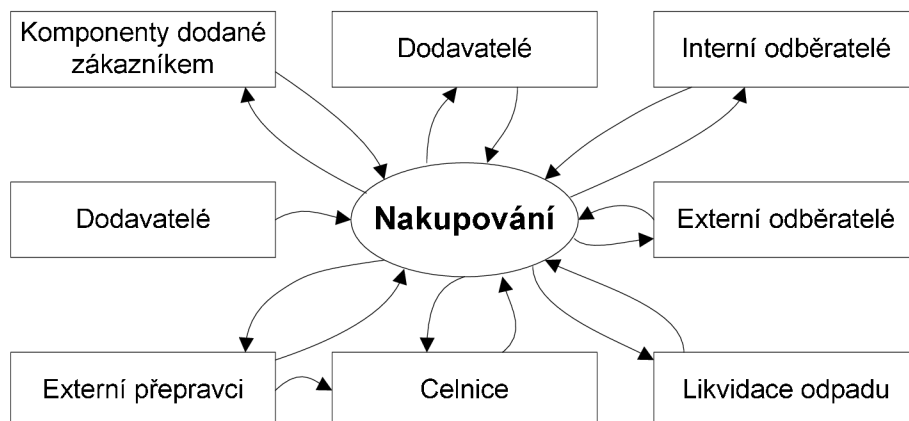 Komponenty dodané
zákazníkem
Dodavatelé
Interní odběratelé
Dodavatelé
Nakupování
Externí odběratelé
Externí přepravci
Celnice
Likvidace odpadu